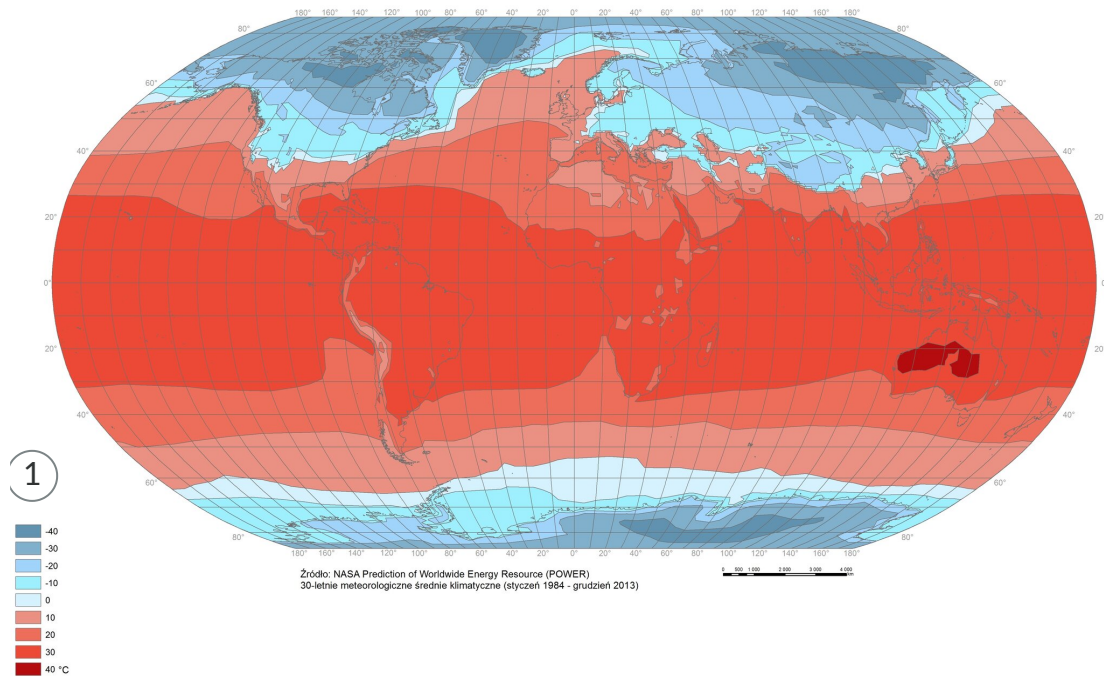 180° 160° 140° 120° 100° 80° 60° 40° 20° 0° 20° 40° 60° 80° 100° 120° 140° 160° 180°
80° 80°
60° 60°
40° 40°
20° 20°
0° 0
20° 20°
40° 40°
1
60° 60°
80° 80°
180° 160° 140° 120° 100° 80° 60° 40° 20° 0° 20° 40° 60° 80° 100° 120° 140° 160° 180°
Źródło: NASA Prediction of Worldwide Energy Resource (POWER)
30-letnie meteorologiczne średnie klimatyczne (styczeń 1984 - grudzień 2013)
0 500 1 000 2 000 3 000 4 000
km
-40
-30
-20
-10
0
10
20
30
40 °C